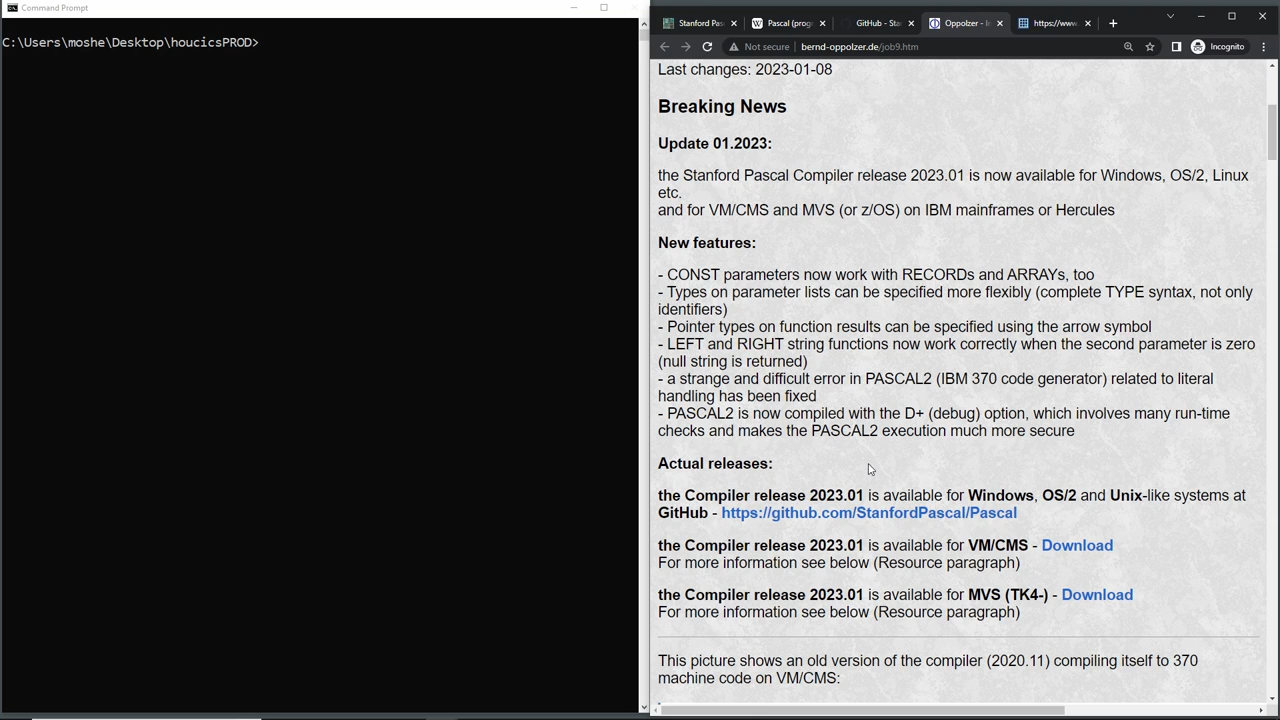 Command Prompt
C:\Users\moshe\Desktop\houcicsPROD>
Stanford Pas
Pascal (prog
GitHub - Sta
Oppolzer - I
https://www
Not secure
bernd-oppolzer.de/job9.htm
Incognito
Last changes: 2023-01-08
Breaking News
Update 01.2023:
the Stanford Pascal Compiler release 2023.01 is now available for Windows, OS/2, Linux
etc.
and for VM/CMS and MVS (or z/OS) on IBM mainframes or Hercules
New features:
- CONST parameters now work with RECORDs and ARRAYs, too
- Types on parameter lists can be specified more flexibly (complete TYPE syntax, not only
identifiers)
- Pointer types on function results can be specified using the arrow symbol
- LEFT and RIGHT string functions now work correctly when the second parameter is zero
(null string is returned)
- a strange and difficult error in PASCAL2 (IBM 370 code generator) related to literal
handling has been fixed
- PASCAL2 is now compiled with the D+ (debug) option, which involves many run-time
checks and makes the PASCAL2 execution much more secure
Actual releases:
the Compiler release 2023.01 is available for Windows, OS/2 and Unix-like systems at
GitHub - https://github.com/StanfordPascal/Pascal
the Compiler release 2023.01 is available for VM/CMS - Download
For more information see below (Resource paragraph)
the Compiler release 2023.01 is available for MVS (TK4-) - Download
For more information see below (Resource paragraph)
This picture shows an old version of the compiler (2020.11) compiling itself to 370
machine code on VM/CMS: